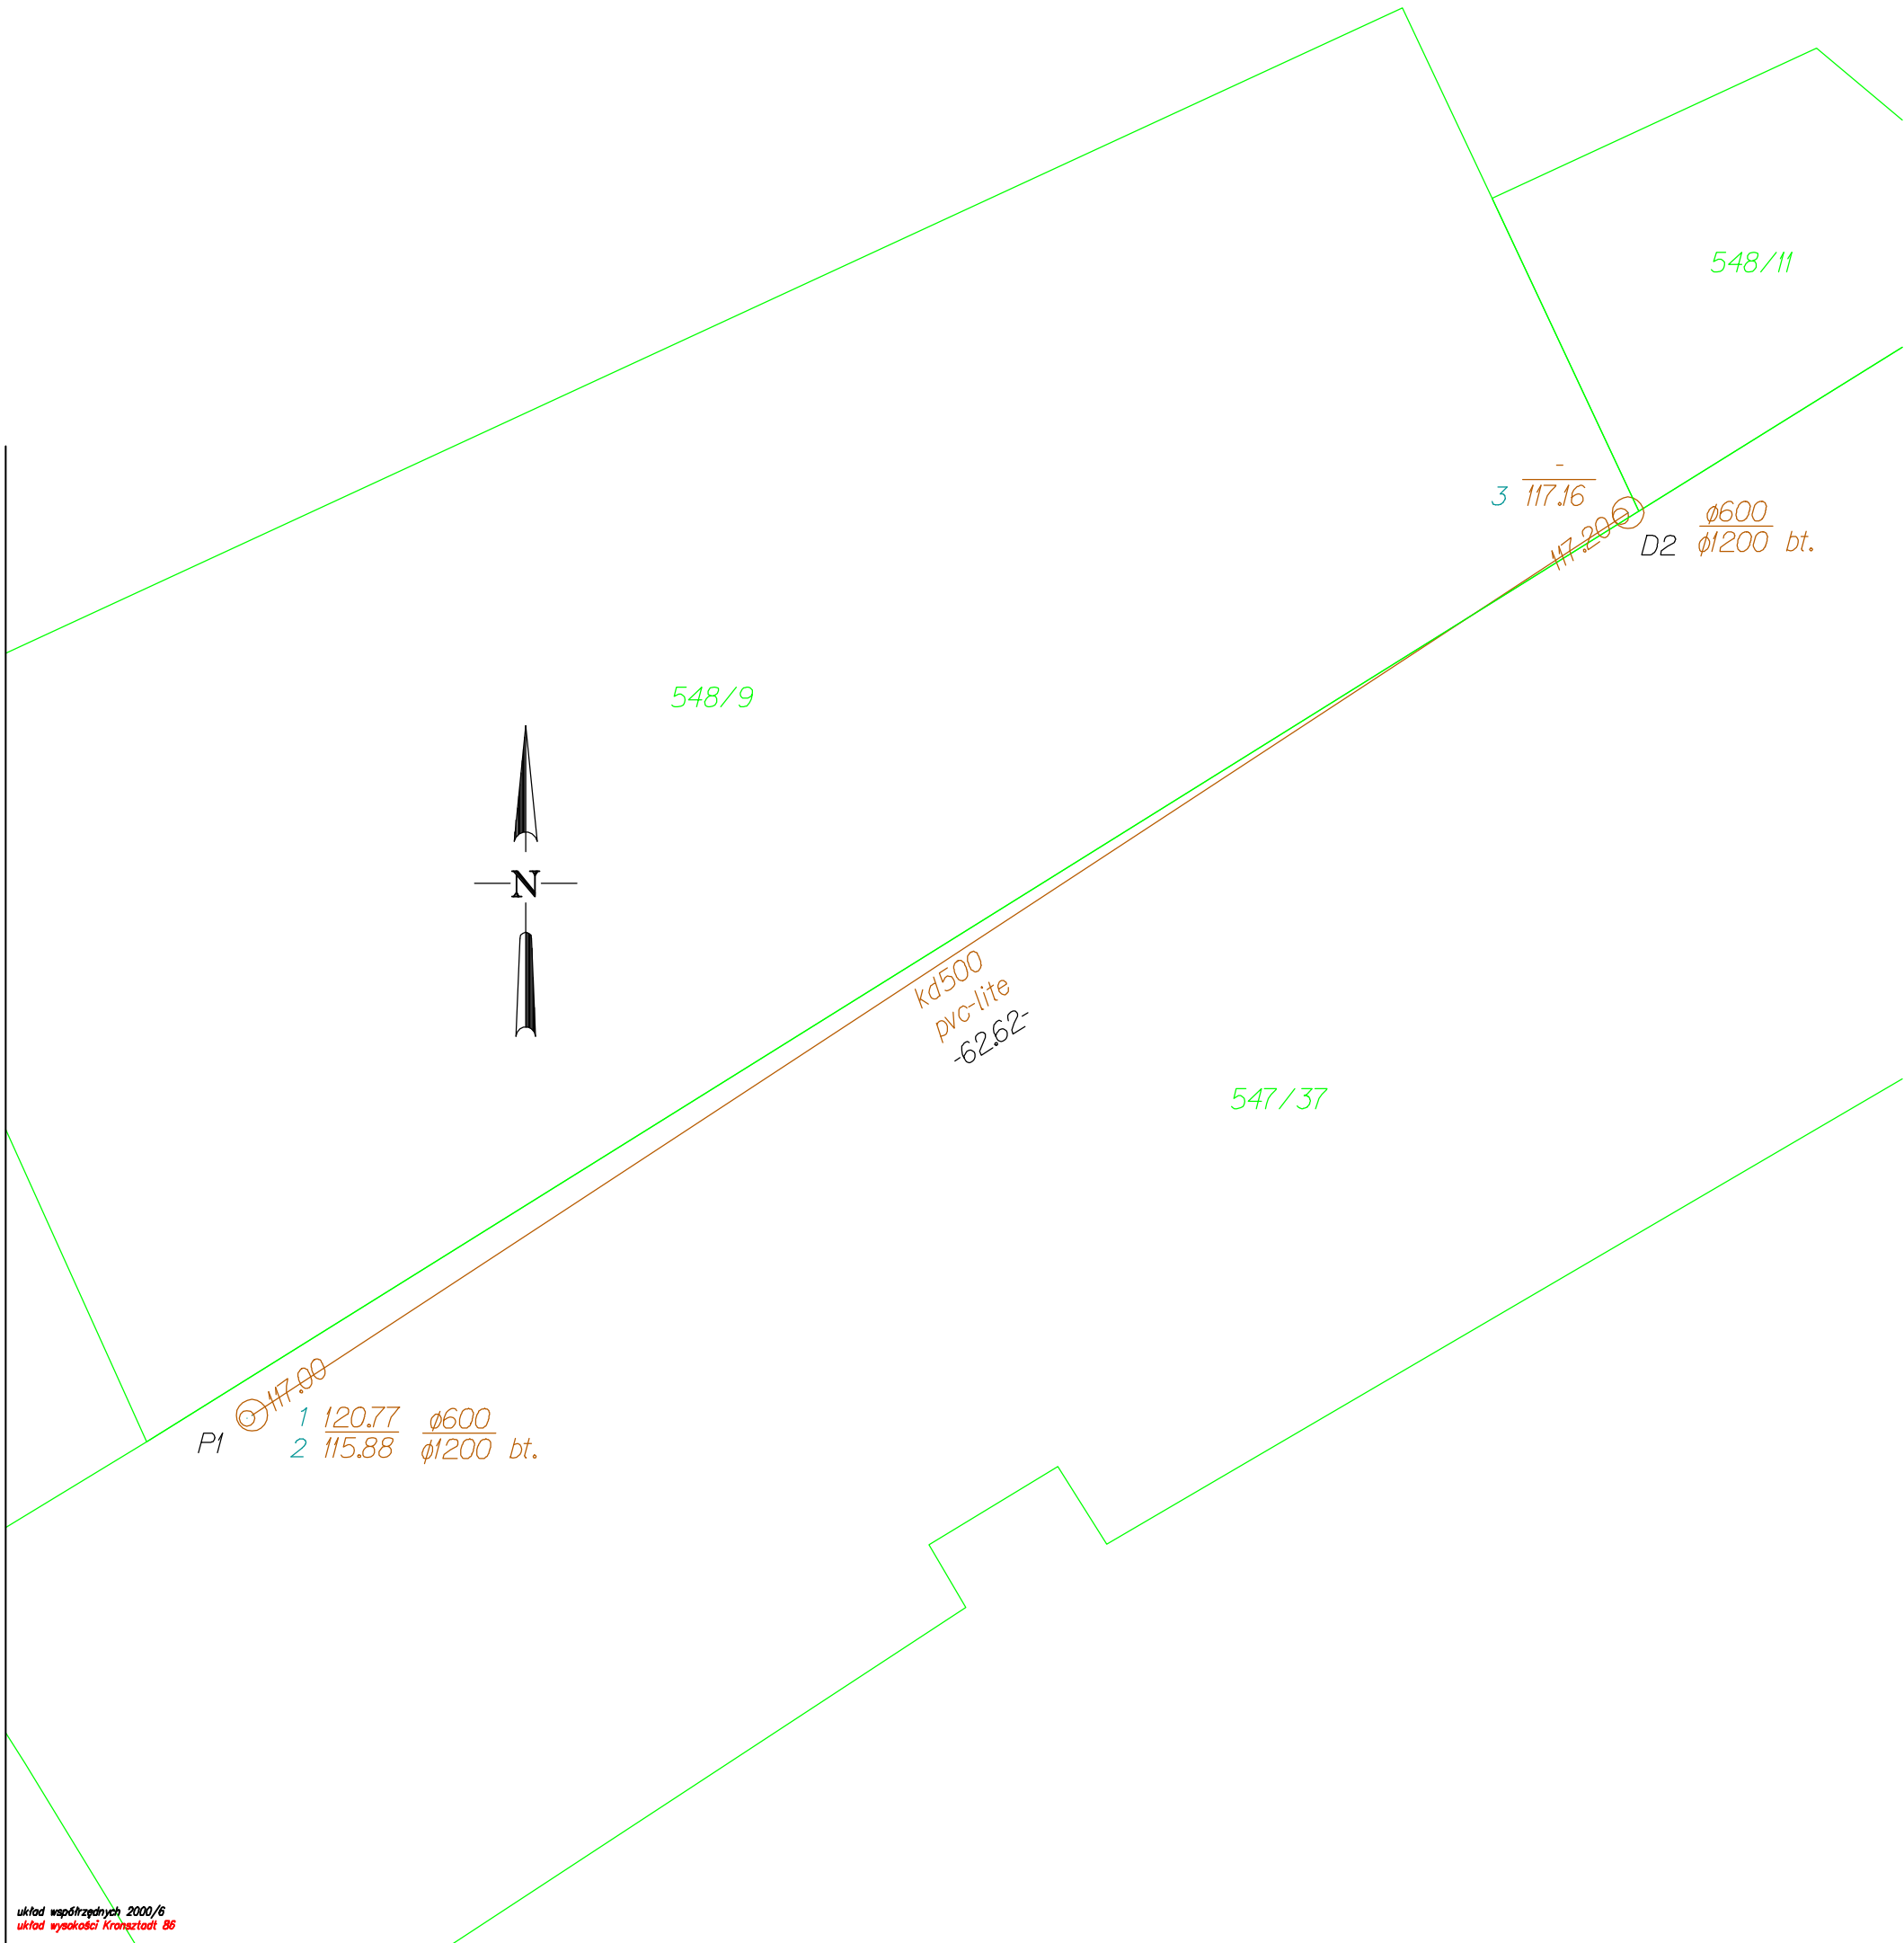 548/11
-
3 117.16
117.20
D2
ø600
ø1200 bt.
548/9
N
kd500
pvc-lite
-62.62-
547/37
117.00
P1
1 120.77
2 115.88
ø600
ø1200 bt.
układ współrzędnych 2000/6
układ wysokości Kronsztadt 86